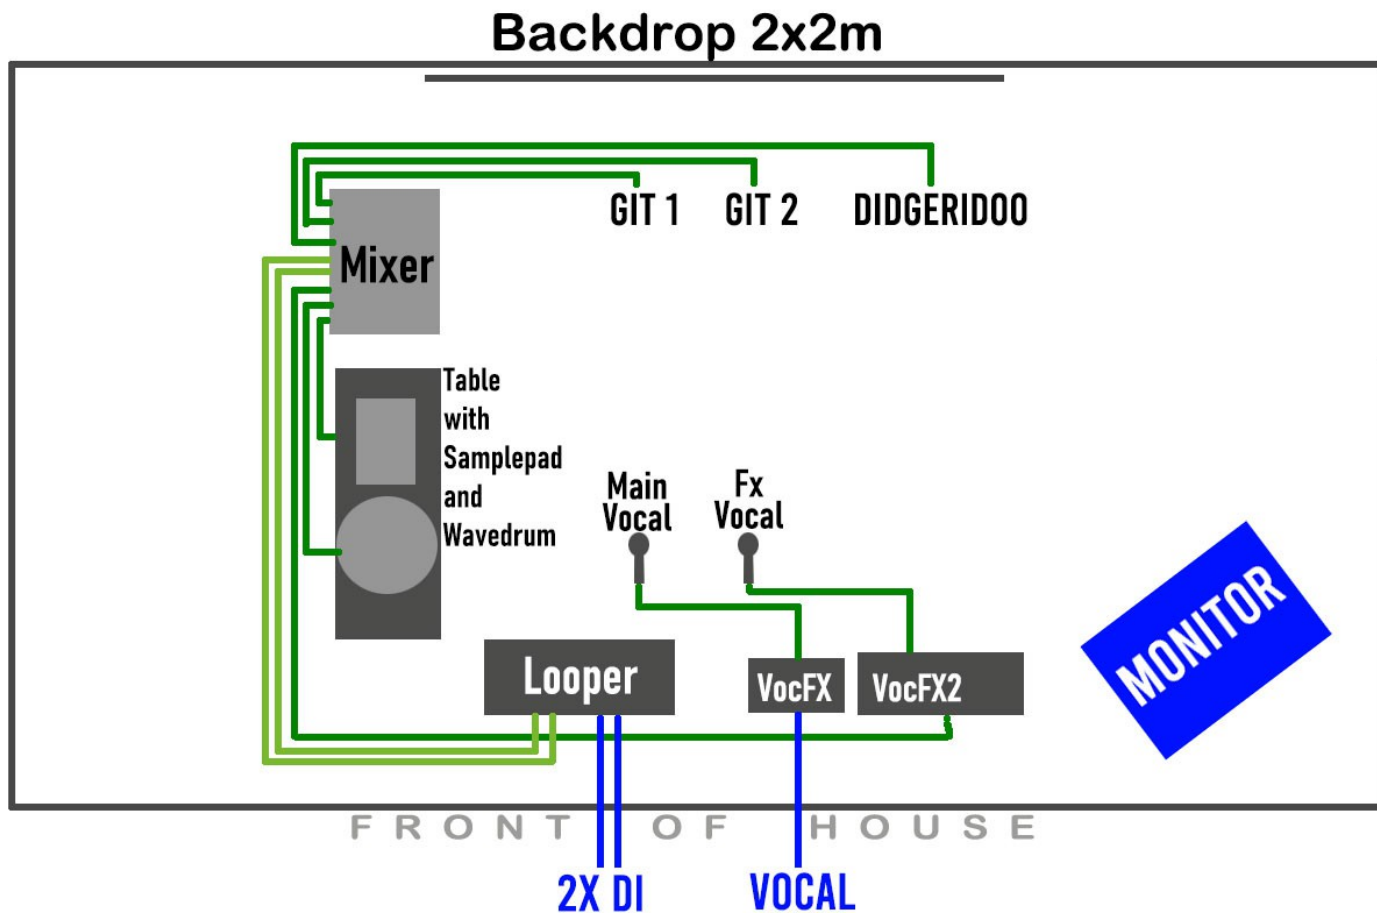 Backdrop 2x2m
GIT 1
GIT 2
DIDGERIDOO
Mixer
Table
with
Samplepad
and
Wavedrum
Main
Vocal
Fx
Vocal
Looper
VocFX
VocFX2
MONITOR
FRONT OF HOUSE
2X DI
VOCAL